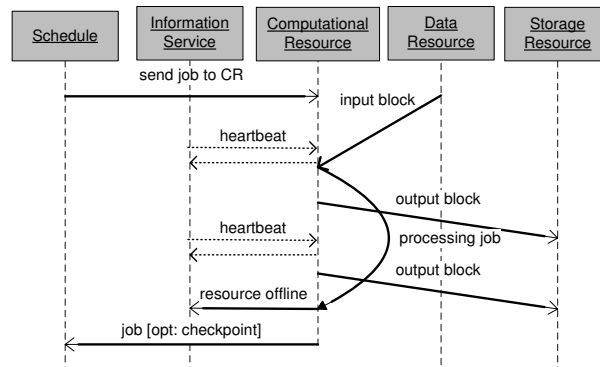 Schedule
Information
Service
Computational
Resource
Data
Resource
Storage
Resource
send job to CR
input block
heartbeat
output block
heartbeat
processing job
output block
resource offline
job [opt: checkpoint]